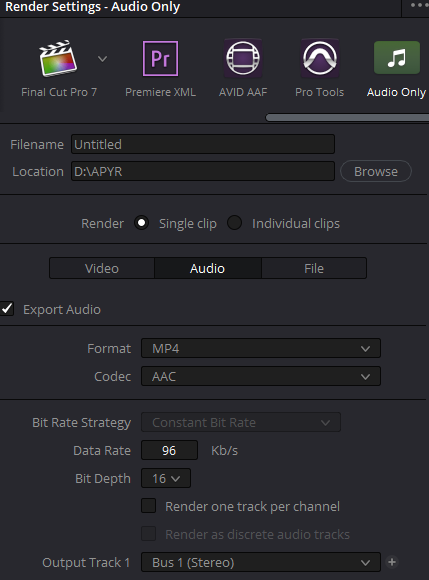 Render Settings - Audio Only
Final Cut Pro 7
Premiere XML
AVID AAF
Pro Tools
Audio Only
Filename Untitled
Location D:\APYR Browse
Render Single clip Individual clips
Video Audio File
Export Audio
Format MP4
Codec AAC
Bit Rate Strategy Constant Bit Rate
Data Rate 96 Kb/s
Bit Depth 16
Render one track per channel
Render as discrete audio tracks
Output Track 1 Bus 1 (Stereo)